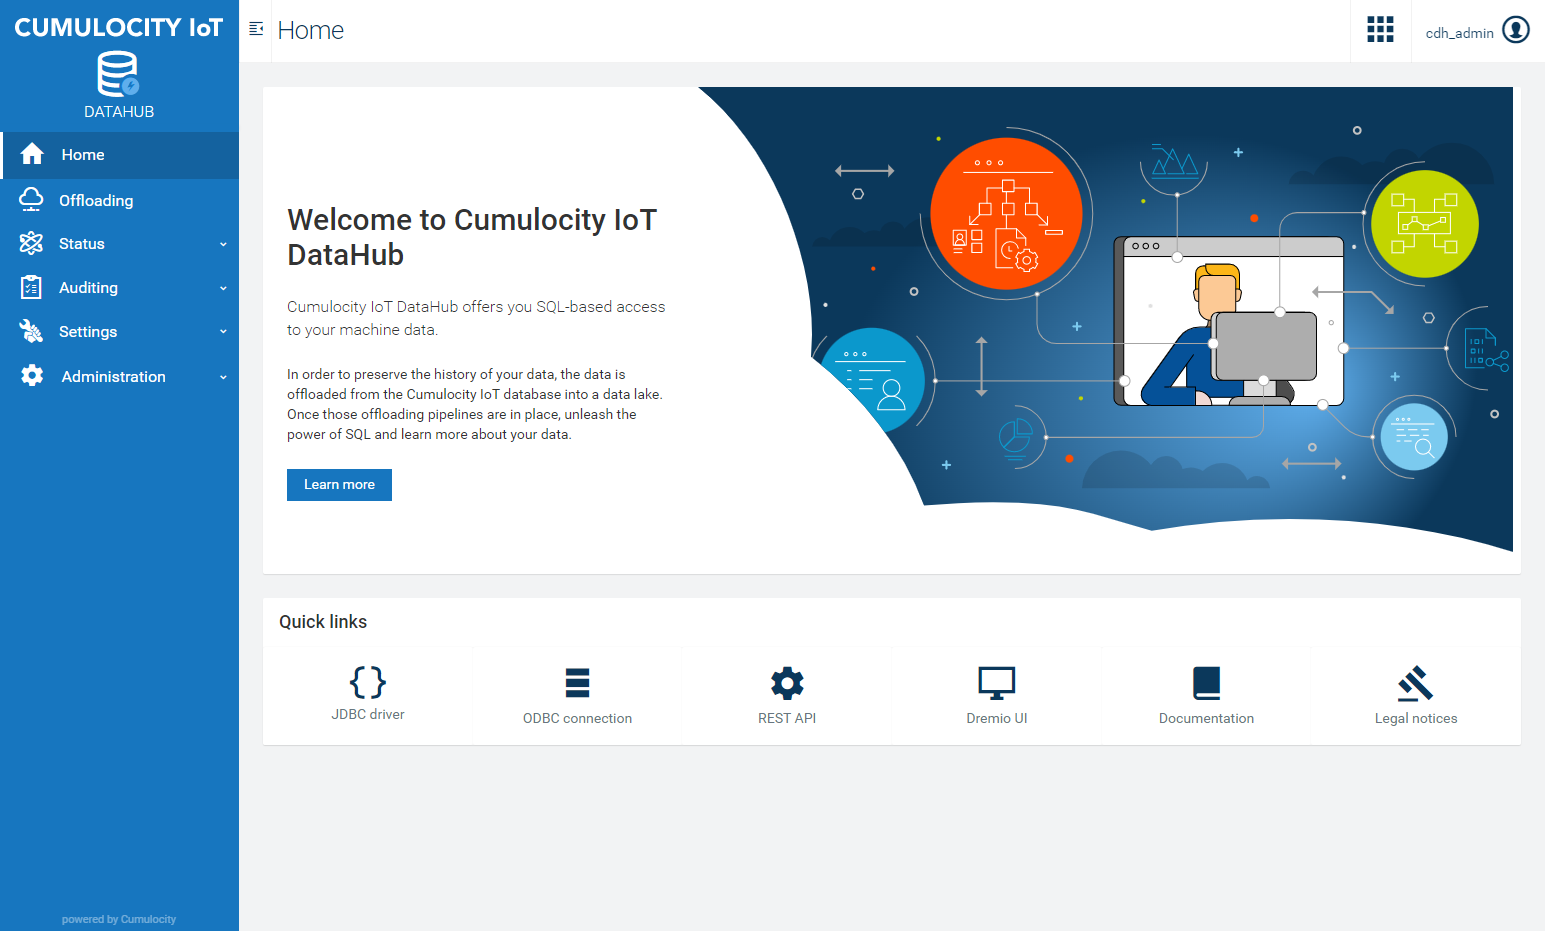 CUMULOCITY IoT
DATAHUB
Home
Offloading
Status
Auditing
Settings
Administration
powered by Cumulocity
Home
cdh_admin
Welcome to Cumulocity IoT
DataHub
Cumulocity IoT DataHub offers you SQL-based access
to your machine data.
In order to preserve the history of your data, the data is
offloaded from the Cumulocity IoT database into a data lake.
Once those offloading pipelines are in place, unleash the
power of SQL and learn more about your data.
Learn more
Quick links
JDBC driver
ODBC connection
REST API
Dremio UI
Documentation
Legal notices